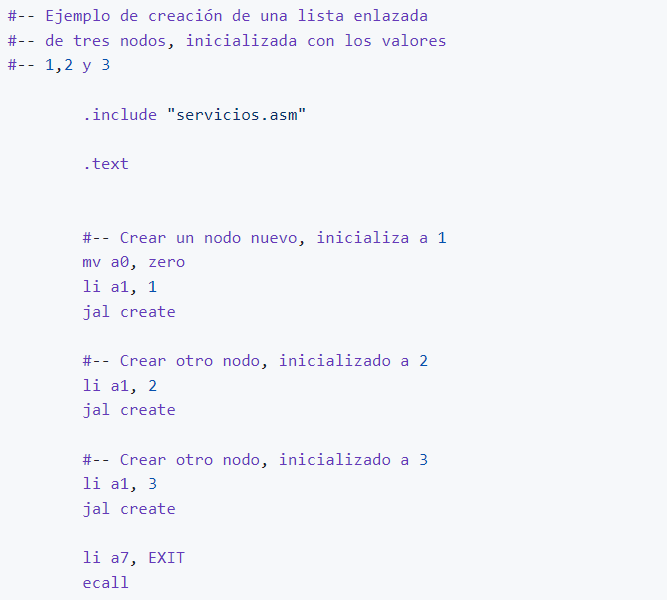 #-- Ejemplo de creación de una lista enlazada
#-- de tres nodos, inicializada con los valores
#-- 1,2 y 3
.include "servicios.asm"
.text
#-- Crear un nodo nuevo, inicializa a 1
mv a0, zero
li a1, 1
jal create
#-- Crear otro nodo, inicializado a 2
li a1, 2
jal create
#-- Crear otro nodo, inicializado a 3
li a1, 3
jal create
li a7, EXIT
ecall